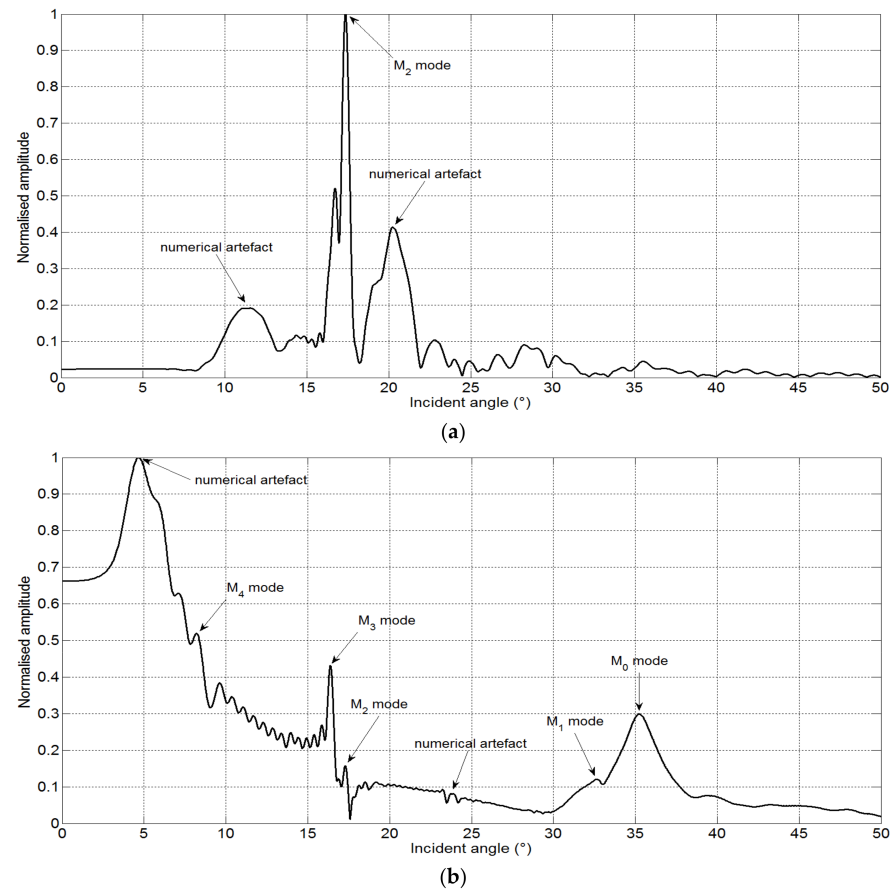 1
M2 mode
0.9
0.8
0.7
Normalised amplitude
0.6
numerical artefact
0.5
0.4
numerical artefact
0.3
0.2
0.1
0
0 5 10 15 20 25 30 35 40 45 50
Incident angle (°)
(a)
1
numerical artefact
0.9
0.8
Normalised amplitude
0.7
M4 mode
0.6
M3 mode
0.5
M0 mode
0.4
M2 mode
M1 mode
0.3
numerical artefact
0.2
0.1
0
0 5 10 15 20 25 30 35 40 45 50
Incident angle (°)
(b)